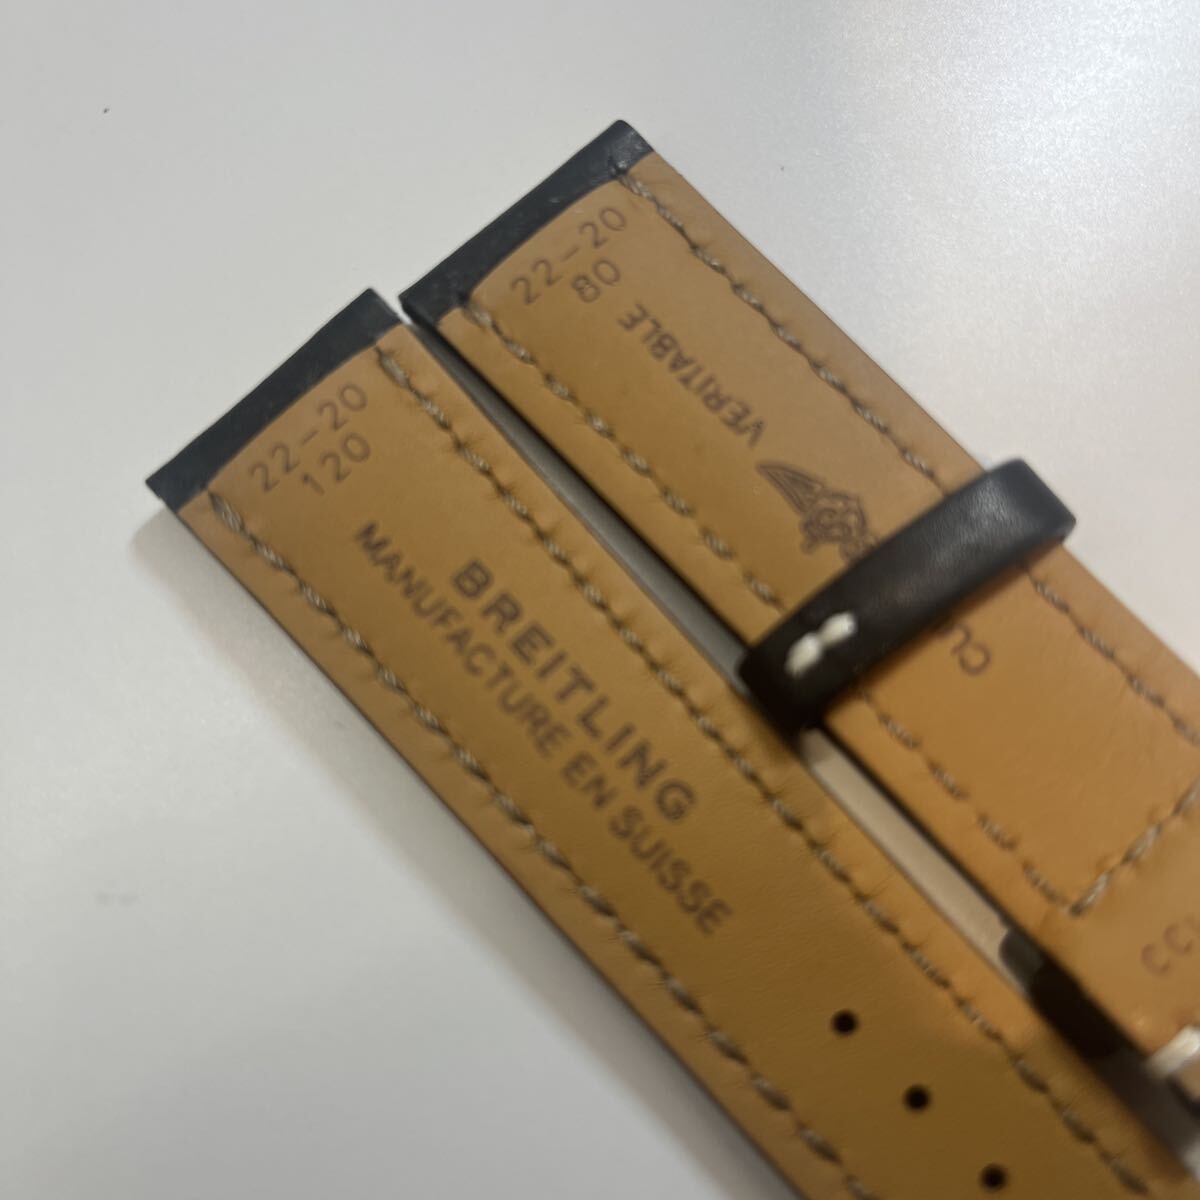 22-20
120
BREITLING
MANUFACTURE EN SUISSE
22-20
80
VERITABLE